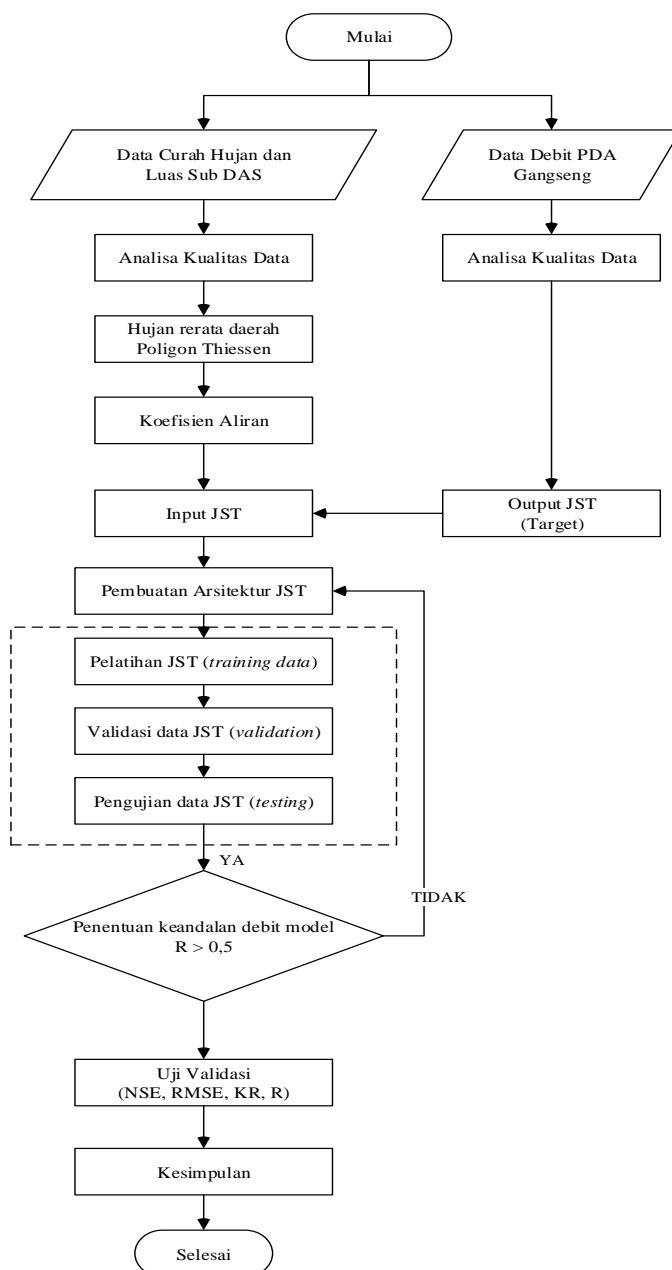 Mulai
Data Curah Hujan dan
Luas Sub DAS
Data Debit PDA
Gangseng
Analisa Kualitas Data
Analisa Kualitas Data
Hujan rerata daerah
Poligon Thiessen
Koefisien Aliran
Input JST
Output JST
(Target)
Pembuatan Arsitektur JST
Pelatihan JST (training data)
Validasi data JST (validation)
Pengujian data JST (testing)
YA
TIDAK
Penentuan keandalan debit model
R > 0,5
Uji Validasi
(NSE, RMSE, KR, R)
Kesimpulan
Selesai